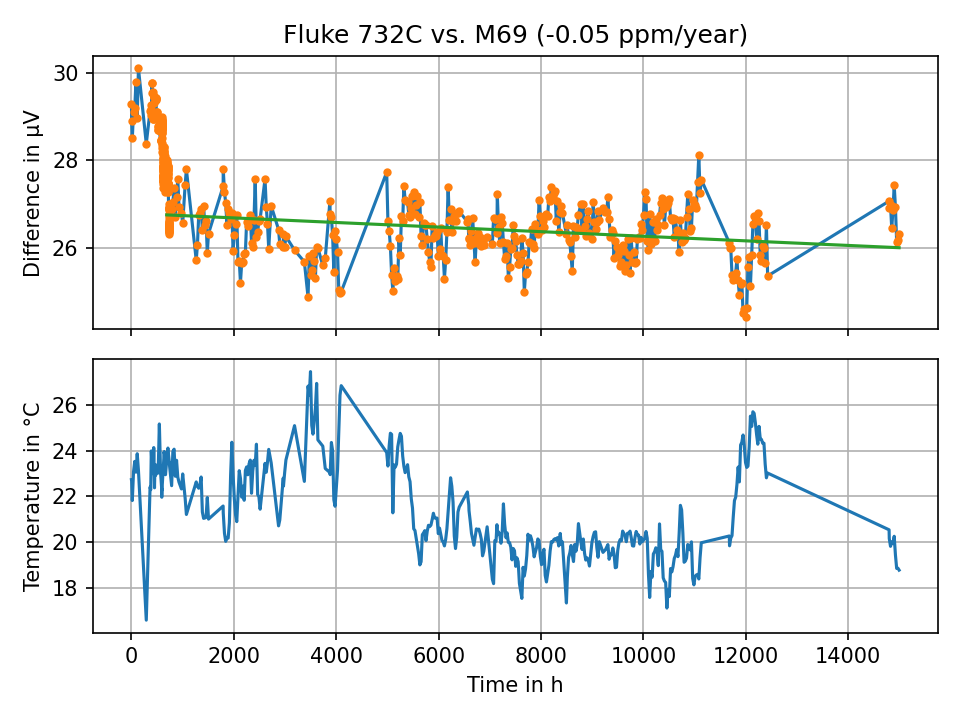 Fluke 732C vs. M69 (-0.05 ppm/year)
Difference in µV
30
28
26
Temperature in °C
26
24
22
20
18
0 2000 4000 6000 8000 10000 12000 14000
Time in h